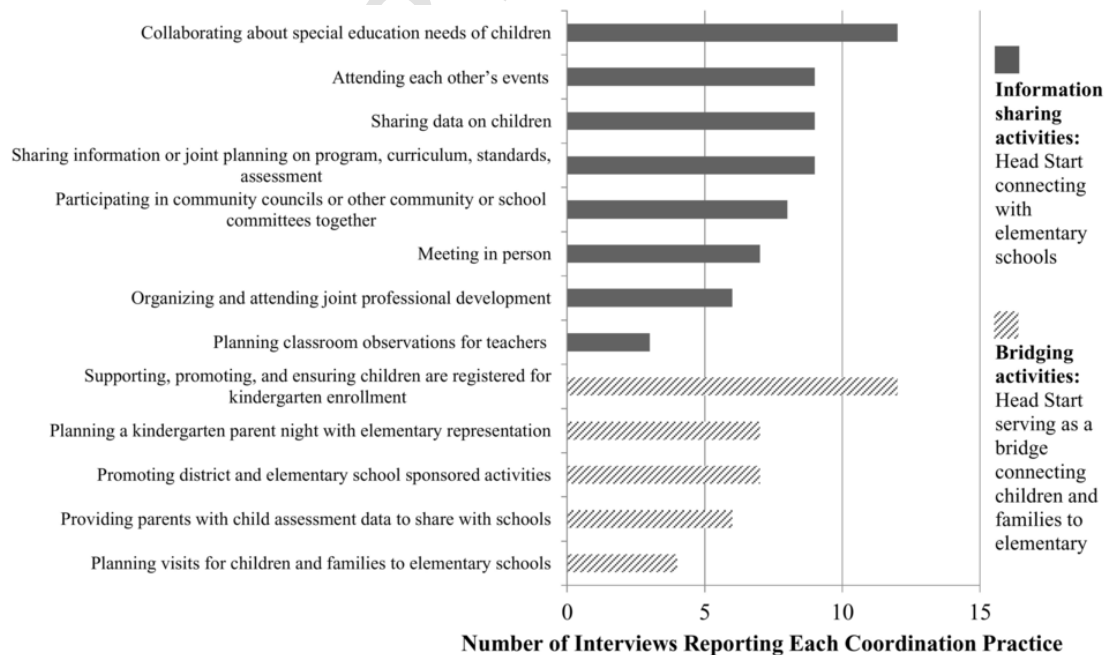 Collaborating about special education needs of children
Attending each other's events
Sharing data on children
Sharing information or joint planning on program, curriculum, standards,
assessment
Participating in community councils or other community or school
committees together
Meeting in person
Organizing and attending joint professional development
Planning classroom observations for teachers
Supporting, promoting, and ensuring children are registered for
kindergarten enrollment
Planning a kindergarten parent night with elementary representation
Promoting district and elementary school sponsored activities
Providing parents with child assessment data to share with schools
Planning visits for children and families to elementary schools
0 5 10 15
Number of Interviews Reporting Each Coordination Practice
Information
sharing
activities:
Head Start
connecting
with
elementary
schools
Bridging
activities:
Head Start
serving as a
bridge
connecting
children and
families to
elementary